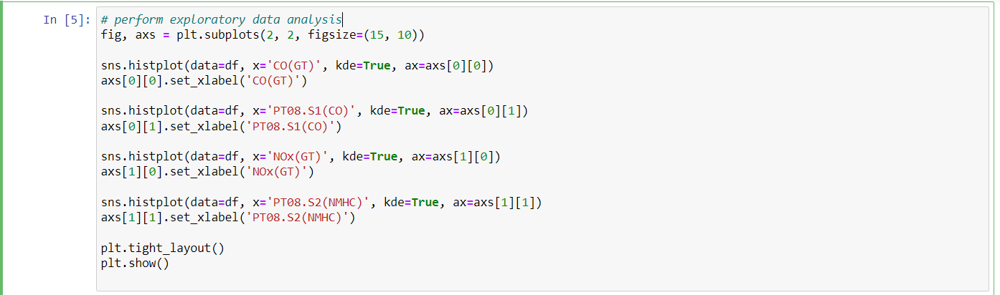 In [5]: # perform exploratory data analysis
fig, axs = plt.subplots(2, 2, figsize=(15, 10))
sns.histplot(data=df, x='CO(GT)', kde=True, ax=axs[0][0])
axs[0][0].set_xlabel('CO(GT)')
sns.histplot(data=df, x='PT08.S1(CO)', kde=True, ax=axs[0][1])
axs[0][1].set_xlabel('PT08.S1(CO)')
sns.histplot(data=df, x='NOx(GT)', kde=True, ax=axs[1][0])
axs[1][0].set_xlabel('NOx(GT)')
sns.histplot(data=df, x='PT08.S2(NMHC)', kde=True, ax=axs[1][1])
axs[1][1].set_xlabel('PT08.S2(NMHC)')
plt.tight_layout()
plt.show()